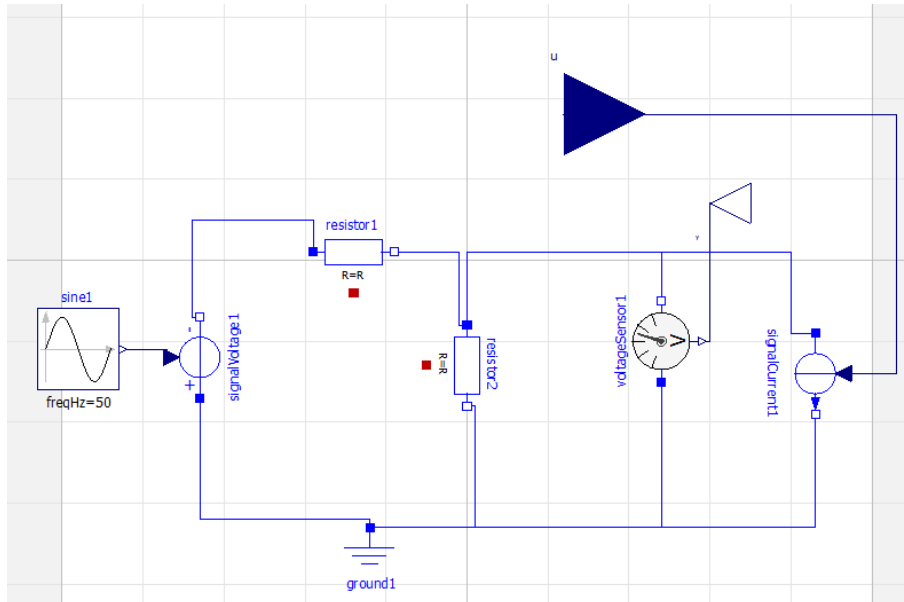 u
resistor1
R=R
y
sine1
freqHz=50
-
+
signalVoltage1
R=R
resistor2
voltageSensor1
V
signalCurrent1
ground1